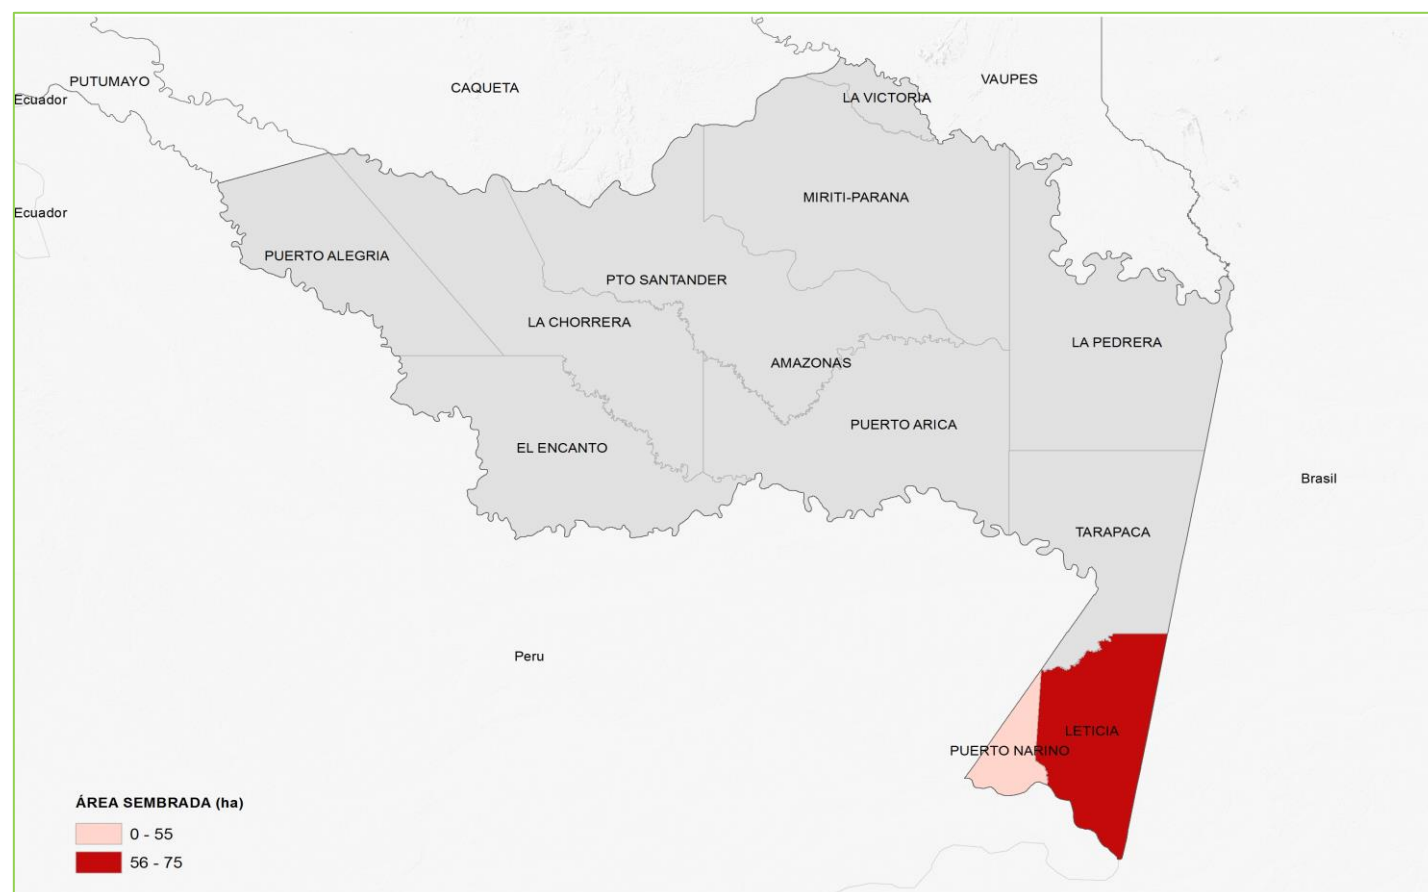 PUTUMAYO
CAQUETA
VAUPES
Ecuador
LA VICTORIA
MIRITI-PARANA
Ecuador
PUERTO ALEGRIA
PTO SANTANDER
LA CHORRERA
LA PEDRERA
AMAZONAS
PUERTO ARICA
EL ENCANTO
Brasil
TARAPACA
Peru
LETICIA
PUERTO NARINO
ÁREA SEMBRADA (ha)
0 - 55
56 - 75